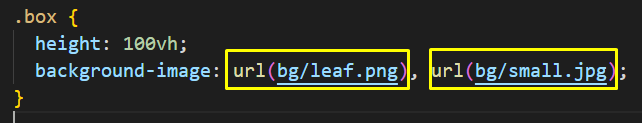 .box {
height: 100vh;
background-image: url(bg/leaf.png), url(bg/small.jpg);
}